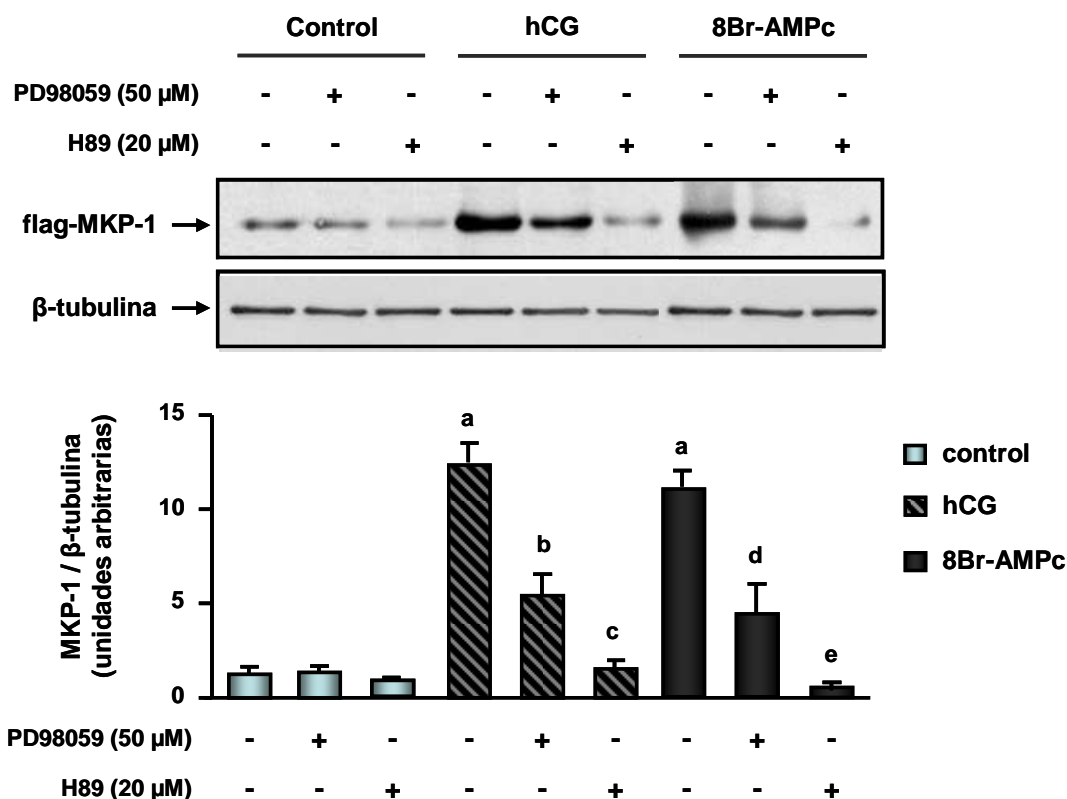 Control hCG 8Br-AMPc
PD98059 (50 µM) - + - - + - - + -
H89 (20 µM) - - + - - + - - +
flag-MKP-1
β-tubulina
MKP-1 / β-tubulina
(unidades arbitrarias)
15
10
5
0
a
b
c
a
d
e
control
hCG
8Br-AMPc
PD98059 (50 µM) - + - - + - - + -
H89 (20 µM) - - + - - + - - +